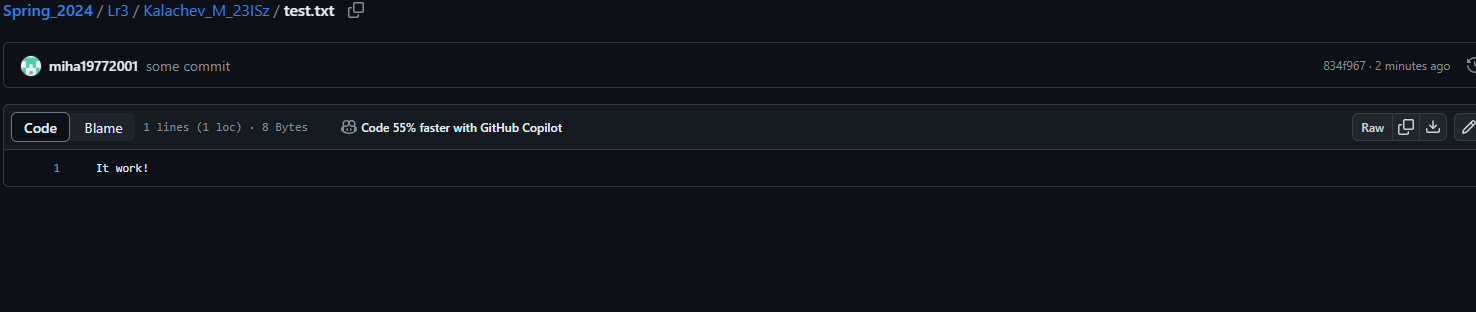 Spring_2024 / Lr3 / Kalachev_M_23ISz / test.txt
miha19772001 some commit 834f967 · 2 minutes ago
Code Blame 1 lines (1 loc) · 8 Bytes Code 55% faster with GitHub Copilot Raw
1 It work!